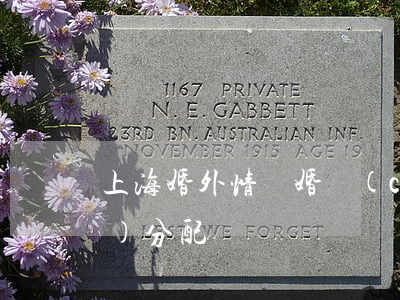 1167 PRIVATE
N. E. GABBETT
23RD BN. AUSTRALIAN INF.
NOVEMBER 1915 AGE 19
上海婚外情 婚 (c
)分配
LEST WE FORGET